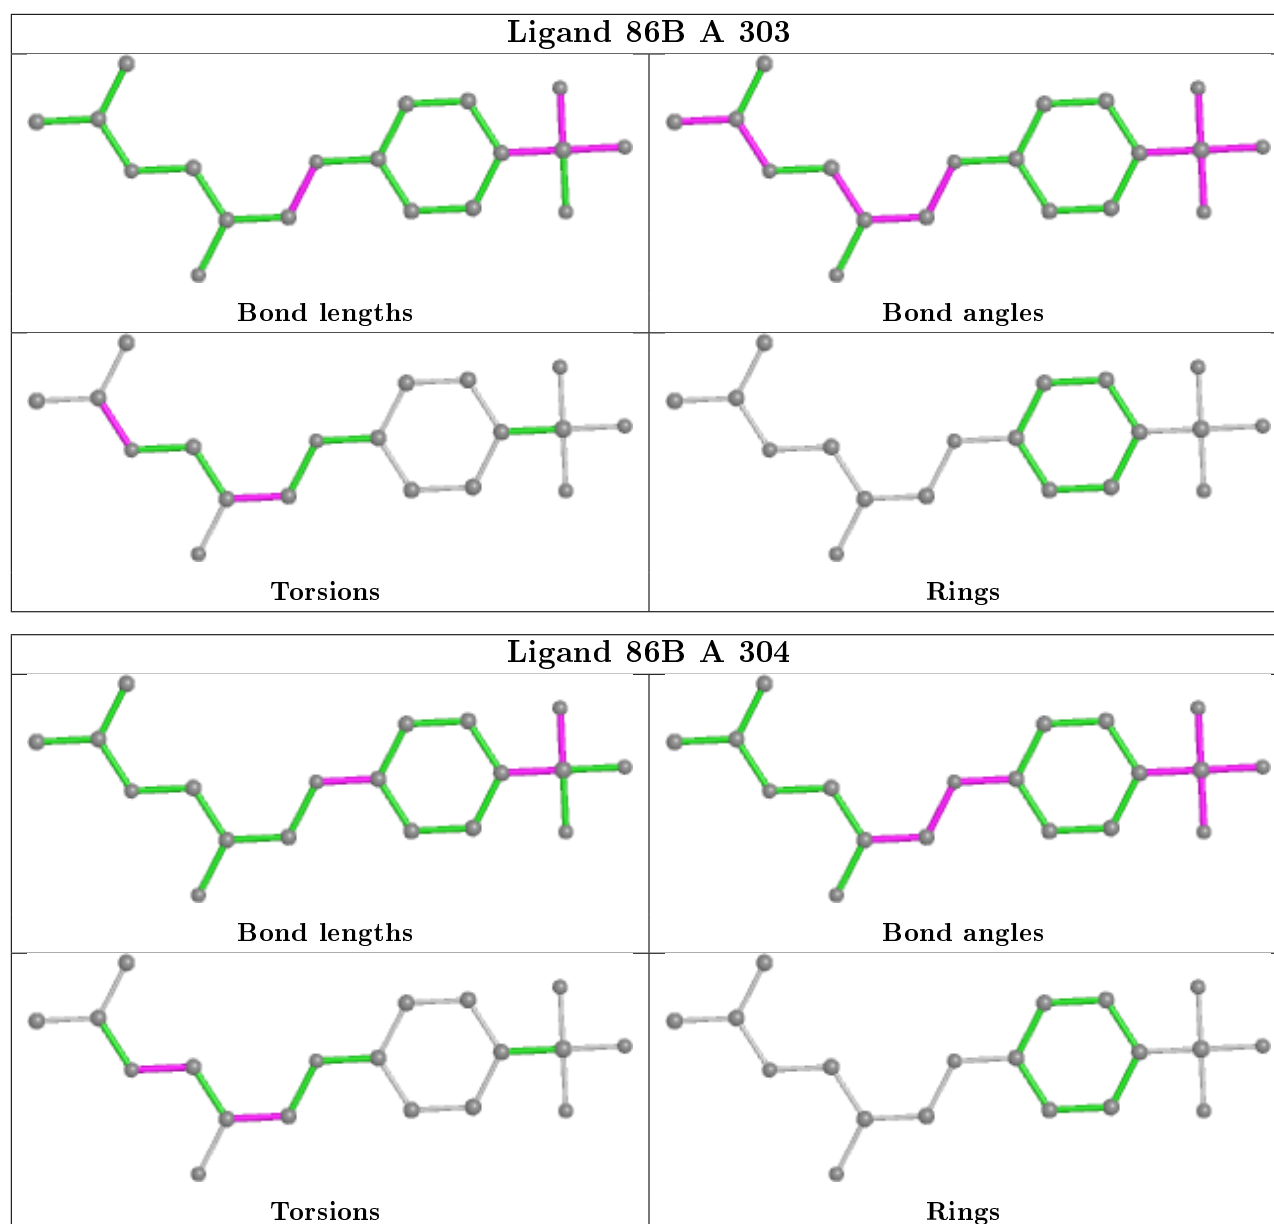 Ligand 86B A 303
Bond lengths
Bond angles
Torsions
Rings
Ligand 86B A 304
Bond lengths
Bond angles
Torsions
Rings